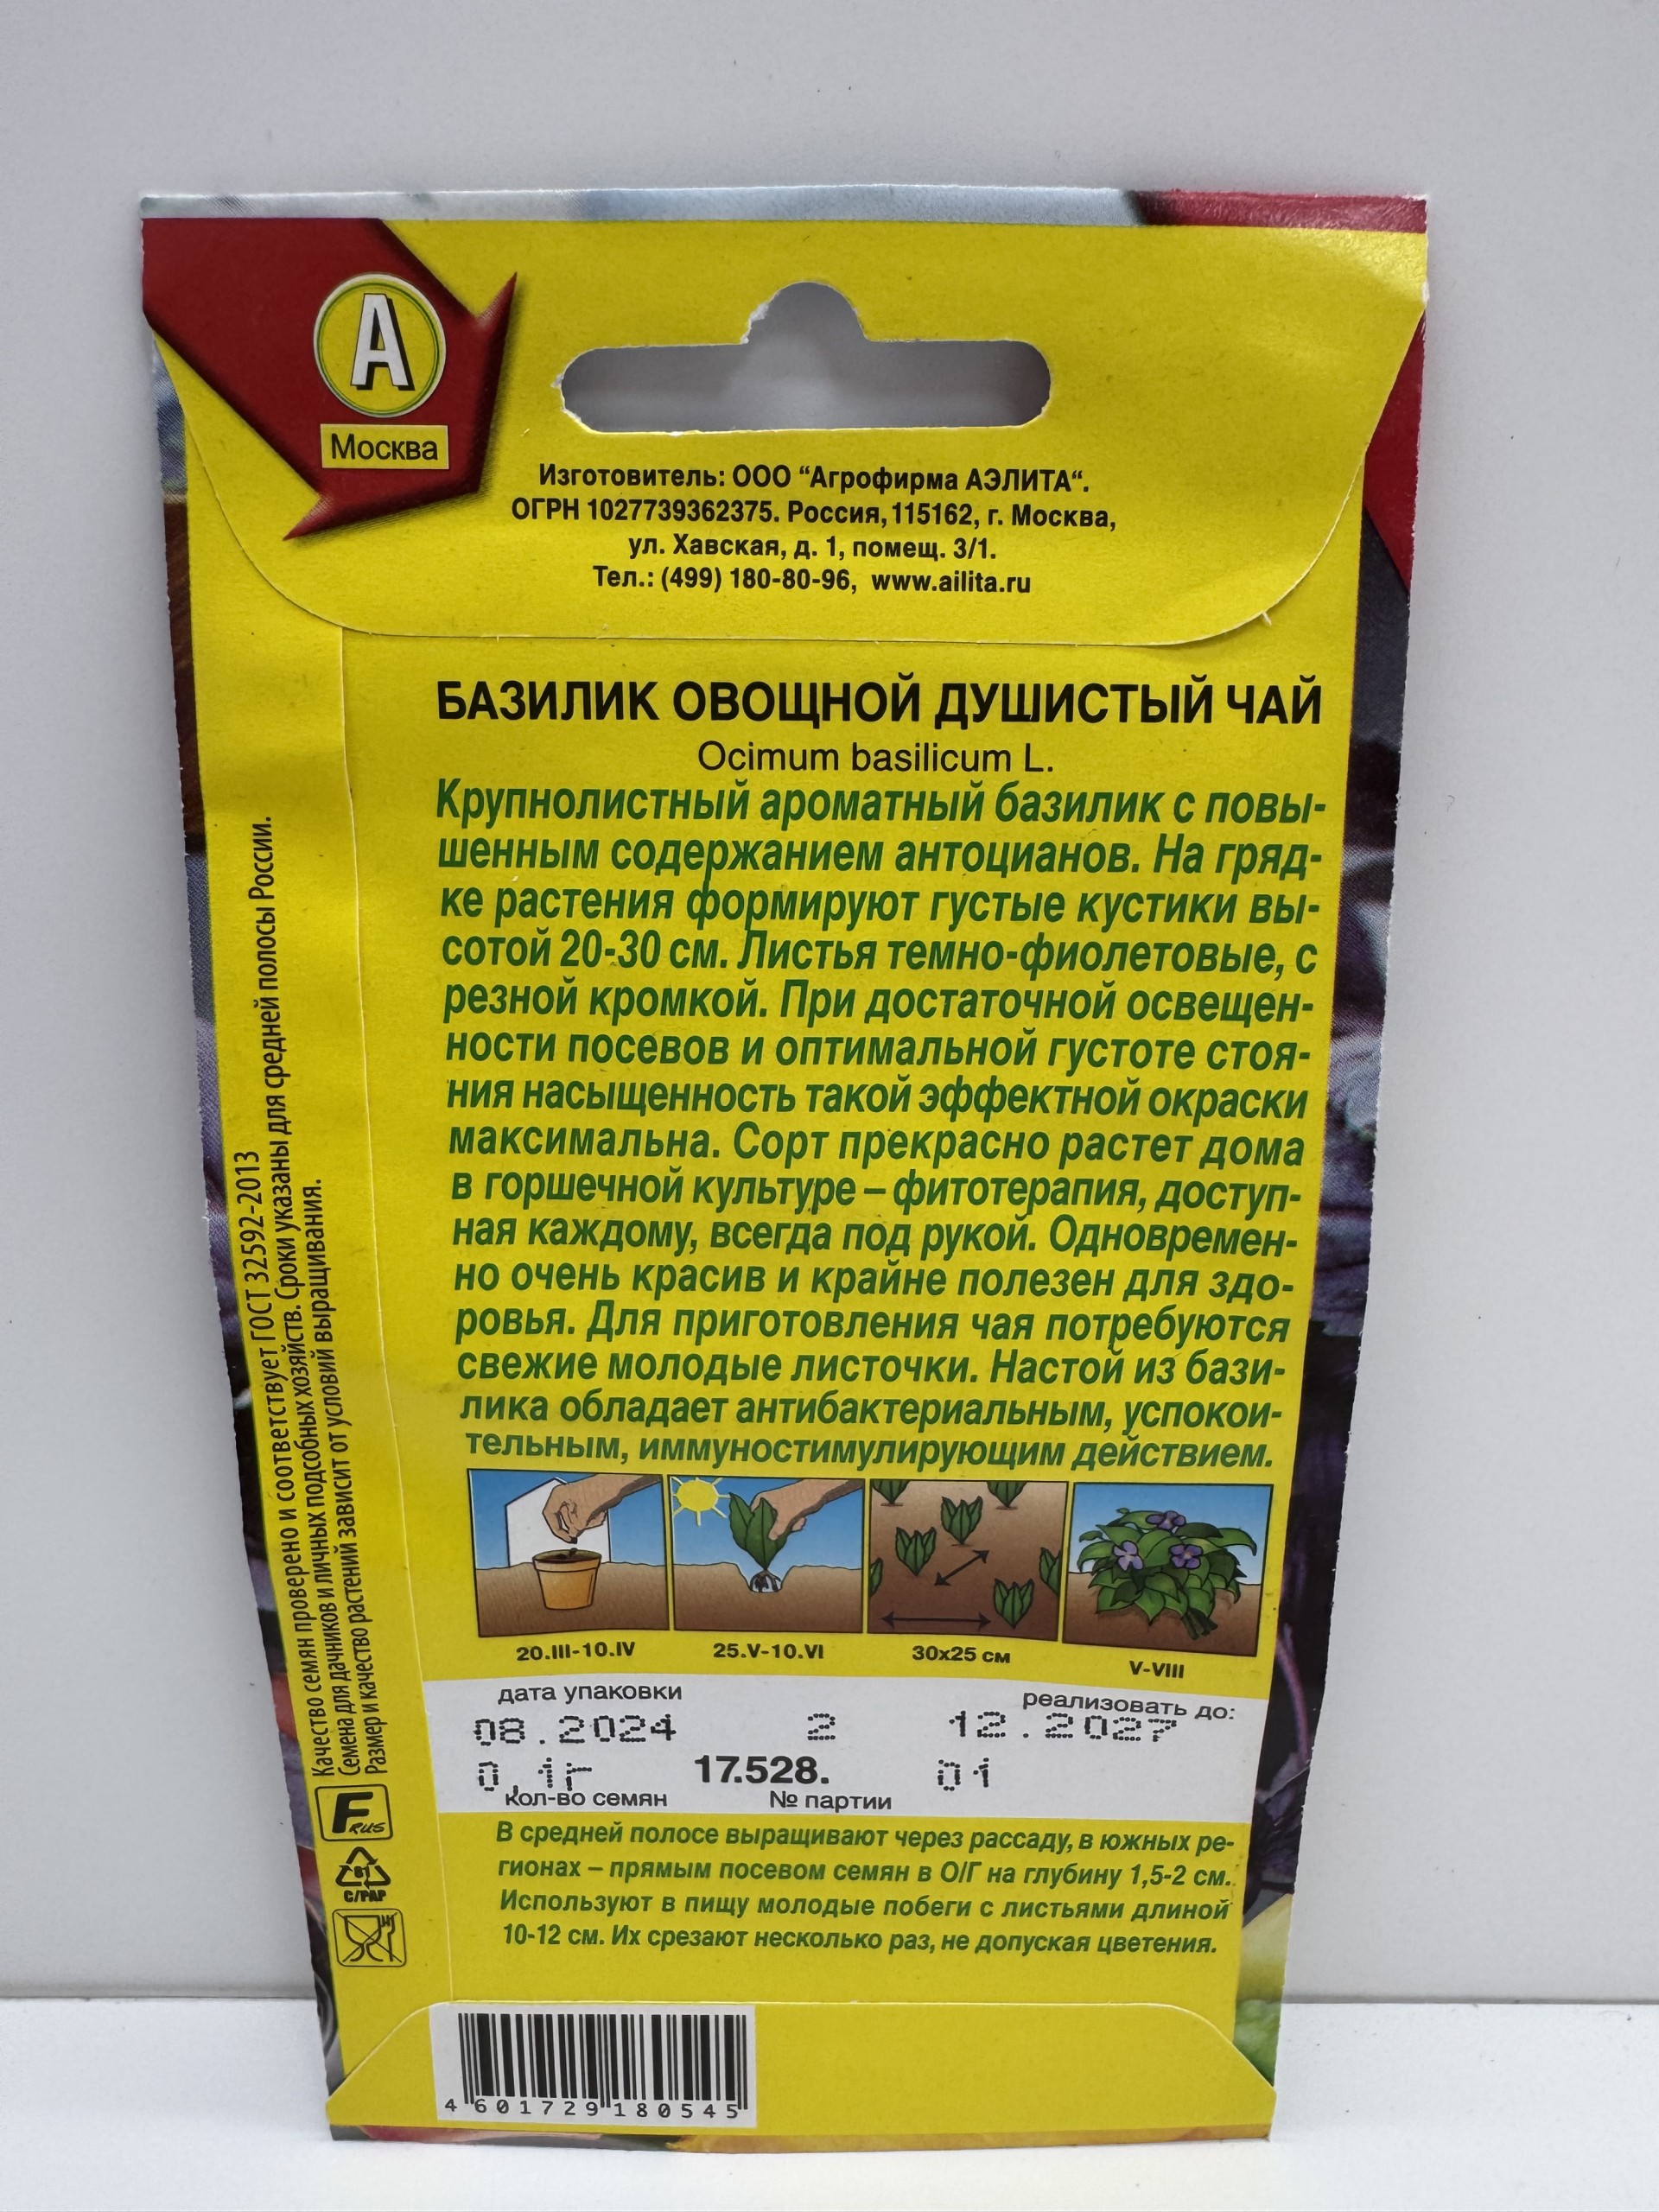 А
Москва
Изготовитель: ООО “Агрофирма АЭЛИТА“.
ОГРН 1027739362375. Россия, 115162, г. Москва,
ул. Хавская, д. 1, помещ. 3/1.
Тел.: (499) 180-80-96, www.ailita.ru
БАЗИЛИК ОВОЩНОЙ ДУШИСТЫЙ ЧАЙ
Ocimum basilicum L.
Крупнолистный ароматный базилик с повы-
шенным содержанием антоцианов. На гряд-
ке растения формируют густые кустики вы-
сотой 20-30 см. Листья темно-фиолетовые, с
резной кромкой. При достаточной освещен-
ности посевов и оптимальной густоте стоя-
ния насыщенность такой эффектной окраски
максимальна. Сорт прекрасно растет дома
в горшечной культуре – фитотерапия, доступ-
ная каждому, всегда под рукой. Одновремен-
но очень красив и крайне полезен для здо-
ровья. Для приготовления чая потребуются
свежие молодые листочки. Настой из бази-
лика обладает антибактериальным, успокои-
тельным, иммуностимулирующим действием.
20.III-10.IV 25.V-10.VI 30x25 см V-VIII
дата упаковки реализовать до:
08.2024 2 12.2027
0,1г 17.528. 01
Кол-во семян № партии
В средней полосе выращивают через рассаду, в южных ре-
гионах – прямым посевом семян в О/Г на глубину 1,5-2 см.
Используют в пищу молодые побеги с листьями длиной
10-12 см. Их срезают несколько раз, не допуская цветения.
Качество семян проверено и соответствует ГОСТ 32592-2013
Семена для дачников и личных подсобных хозяйств. Сроки указаны для средней полосы России.
Размер и качество растений зависит от условий выращивания.
F RUS
81
C/PAP
4 601729 180545